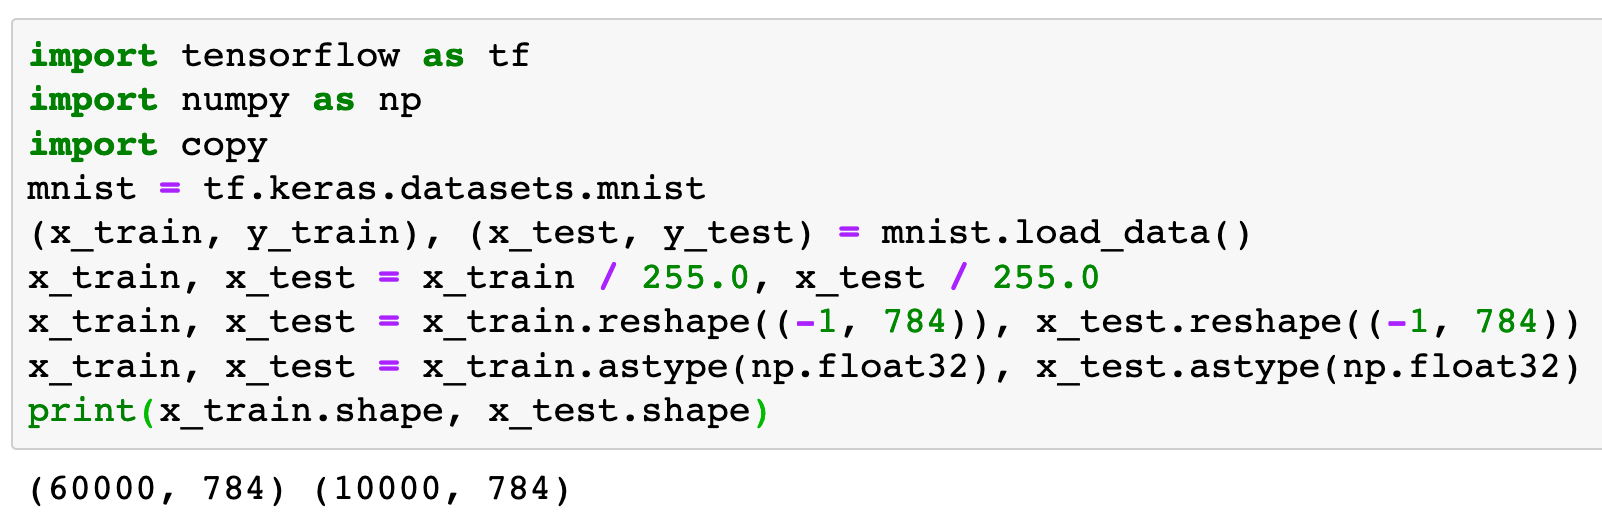 import tensorflow as tf
import numpy as np
import copy
mnist = tf.keras.datasets.mnist
(x_train, y_train), (x_test, y_test) = mnist.load_data()
x_train, x_test = x_train / 255.0, x_test / 255.0
x_train, x_test = x_train.reshape((-1, 784)), x_test.reshape((-1, 784))
x_train, x_test = x_train.astype(np.float32), x_test.astype(np.float32)
print(x_train.shape, x_test.shape)
(60000, 784) (10000, 784)